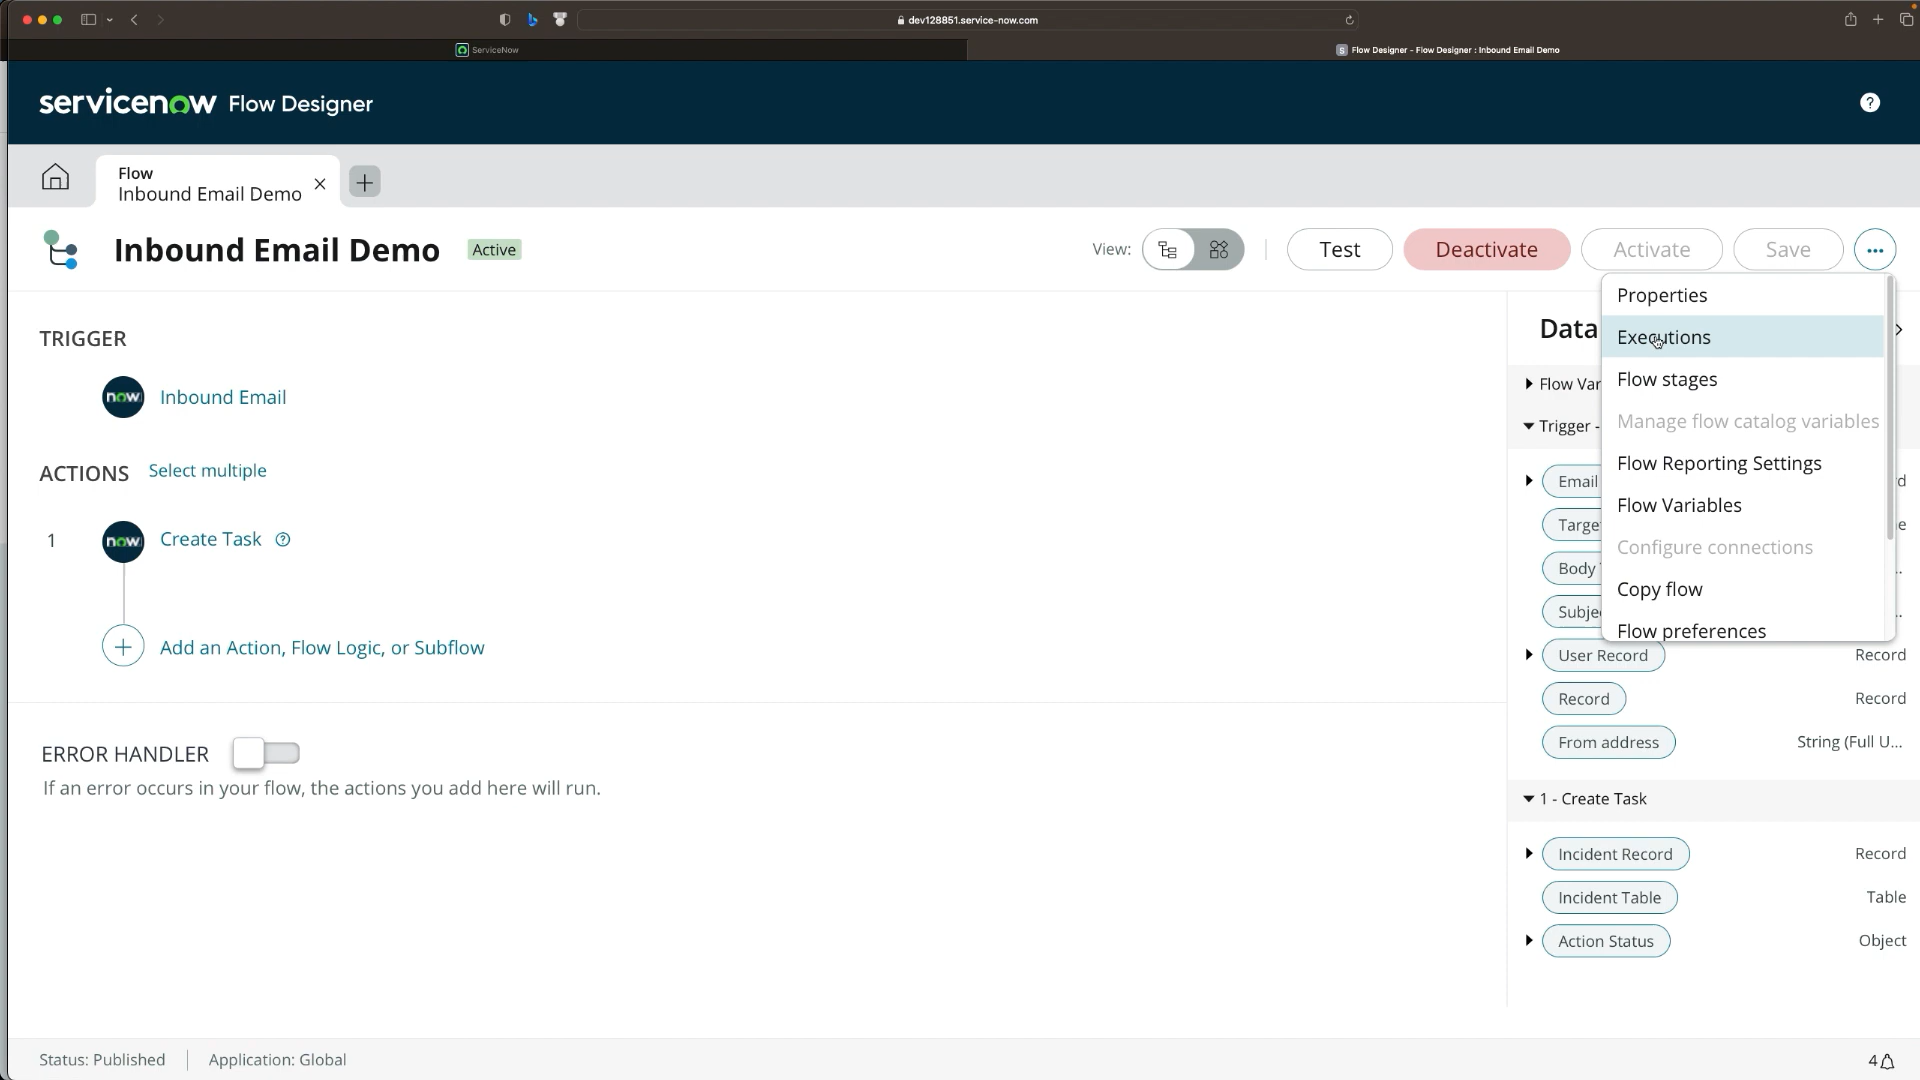 dev128851.service-now.com
ServiceNow
S Flow Designer - Flow Designer : Inbound Email Demo
servicenow Flow Designer
?
Flow
Inbound Email Demo
Inbound Email Demo
Active
View:
Test
Deactivate
Activate
Save
Properties
Executions
Flow stages
Manage flow catalog variables
Flow Reporting Settings
Flow Variables
Configure connections
Copy flow
Flow preferences
TRIGGER
now
Inbound Email
ACTIONS
Select multiple
1
now
Create Task
?
Add an Action, Flow Logic, or Subflow
ERROR HANDLER
If an error occurs in your flow, the actions you add here will run.
Data
Flow Var
Trigger -
Email
d
Targe
e
Body
Subje
User Record
Record
Record
Record
From address
String (Full U...
1 - Create Task
Incident Record
Record
Incident Table
Table
Action Status
Object
Status: Published
Application: Global
4